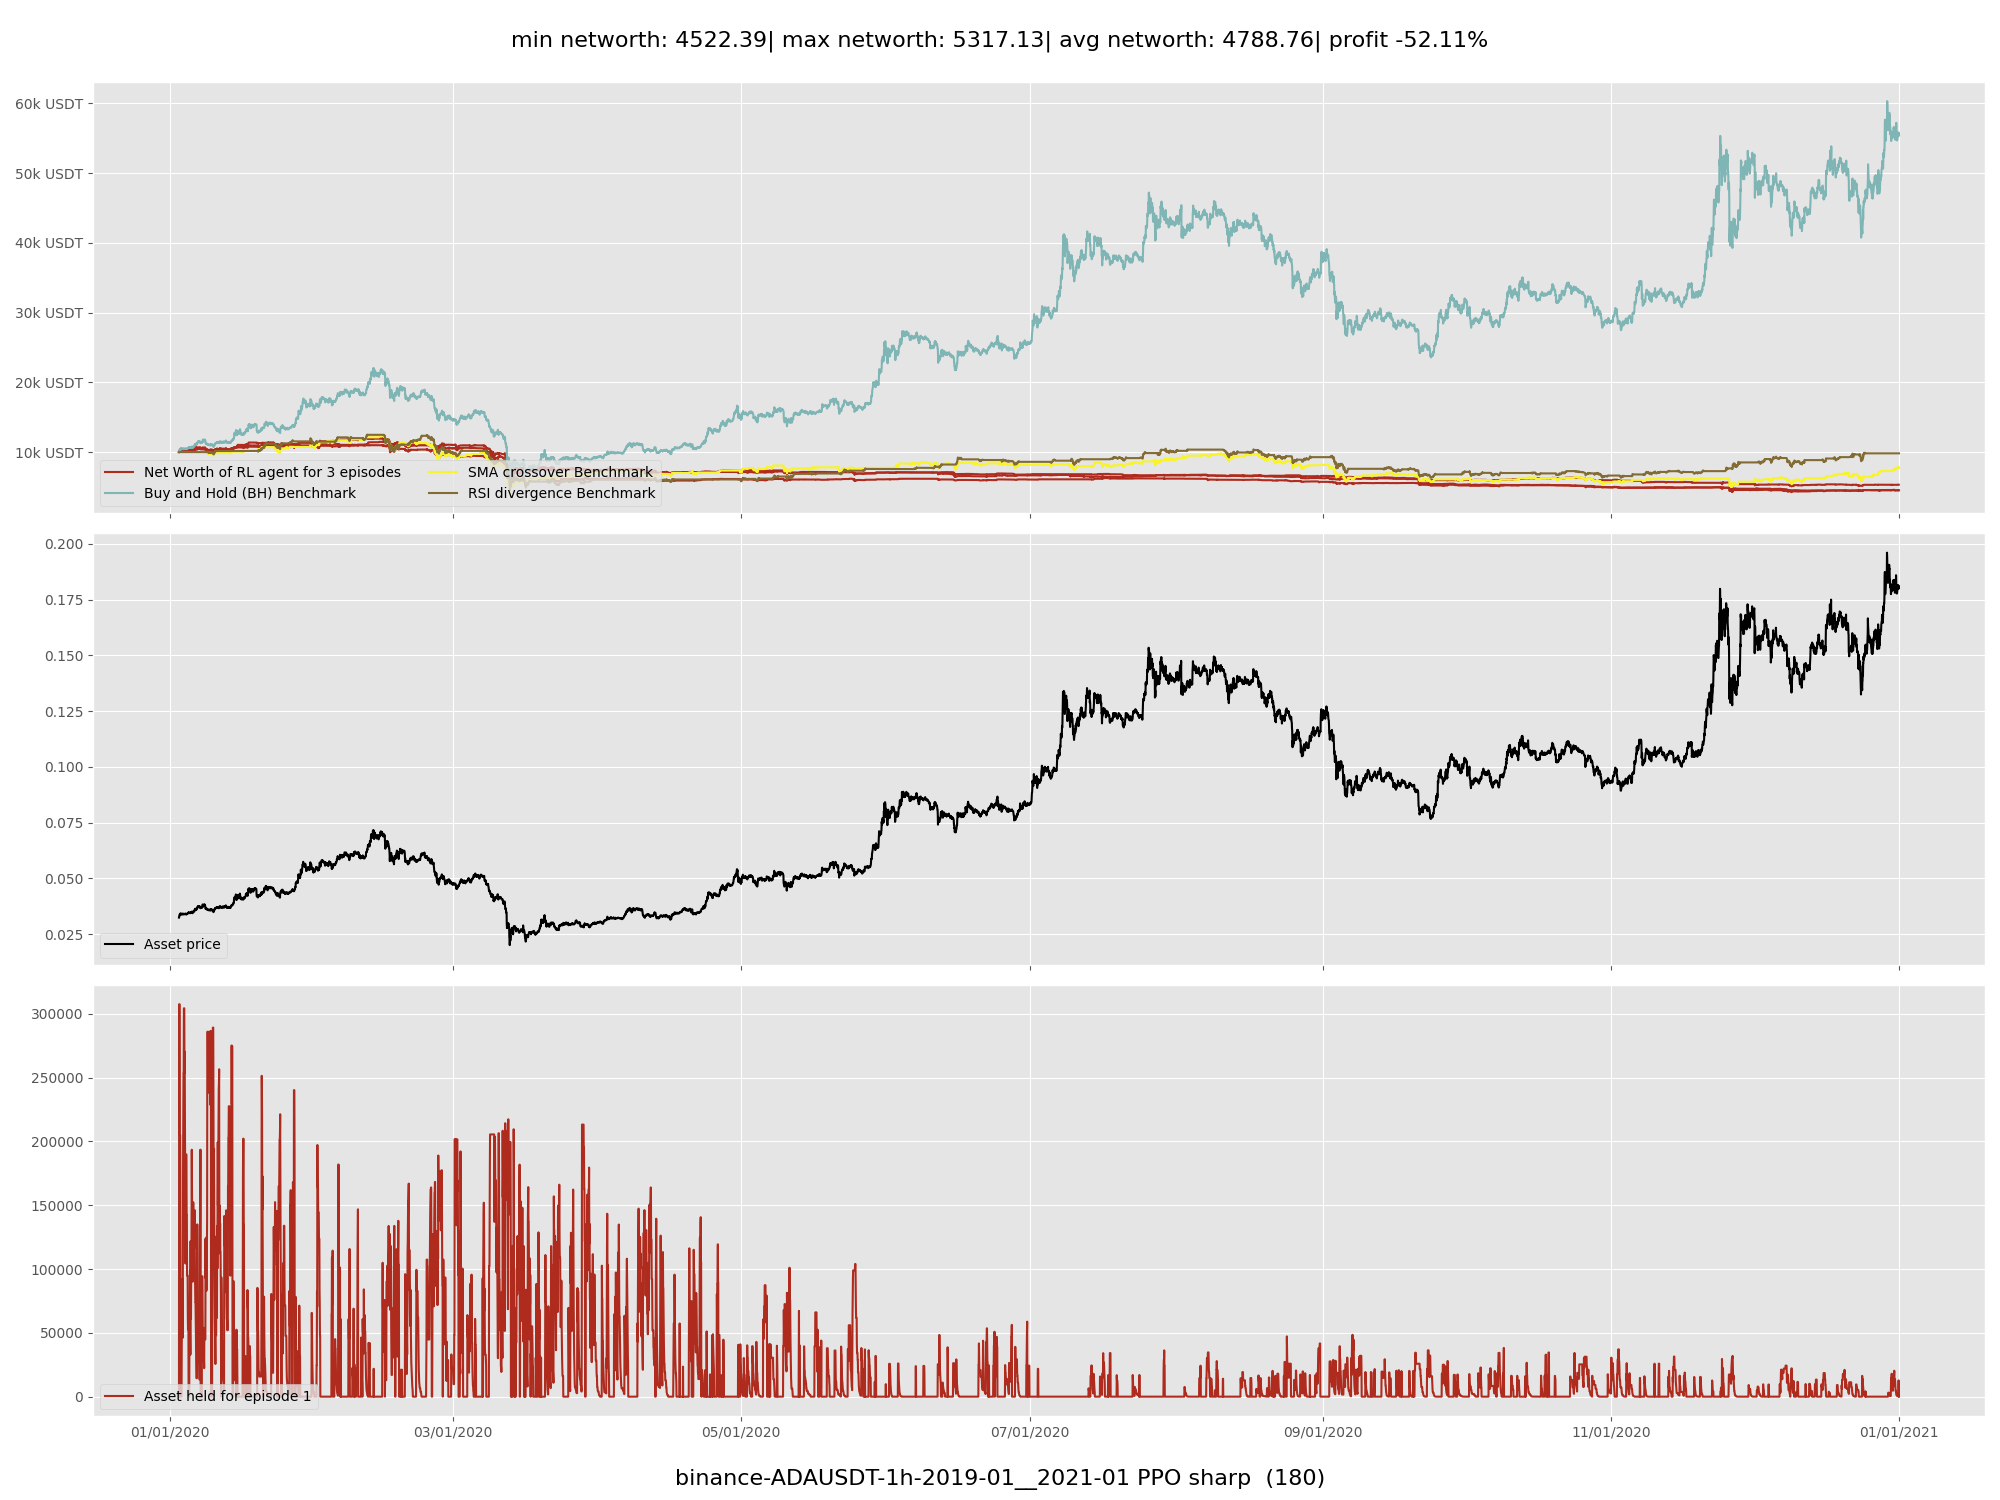 min networth: 4522.39| max networth: 5317.13| avg networth: 4788.76| profit -52.11%
60k USDT
50k USDT
40k USDT
30k USDT
20k USDT
10k USDT
Net Worth of RL agent for 3 episodes
Buy and Hold (BH) Benchmark
SMA crossover Benchmark
RSI divergence Benchmark
0.200
0.175
0.150
0.125
0.100
0.075
0.050
0.025
Asset price
300000
250000
200000
150000
100000
50000
0
Asset held for episode 1
01/01/2020
03/01/2020
05/01/2020
07/01/2020
09/01/2020
11/01/2020
01/01/2021
binance-ADAUSDT-1h-2019-01__2021-01 PPO sharp  (180)